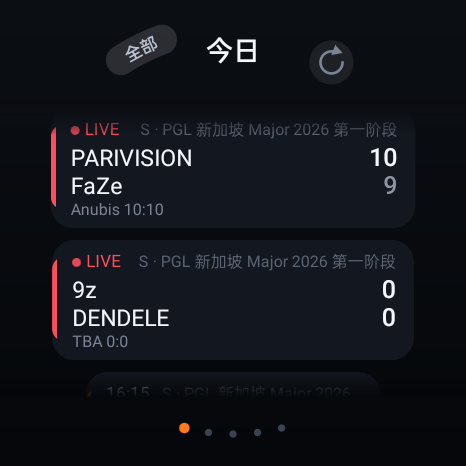 全部
今日
LIVE S · PGL 新加坡 Major 2026 第一阶段
PARIVISION 10
FaZe 9
Anubis 10:10
LIVE S · PGL 新加坡 Major 2026 第一阶段
9z 0
DENDELE 0
TBA 0:0
16:15 S · PGL 新加坡 Major 2026